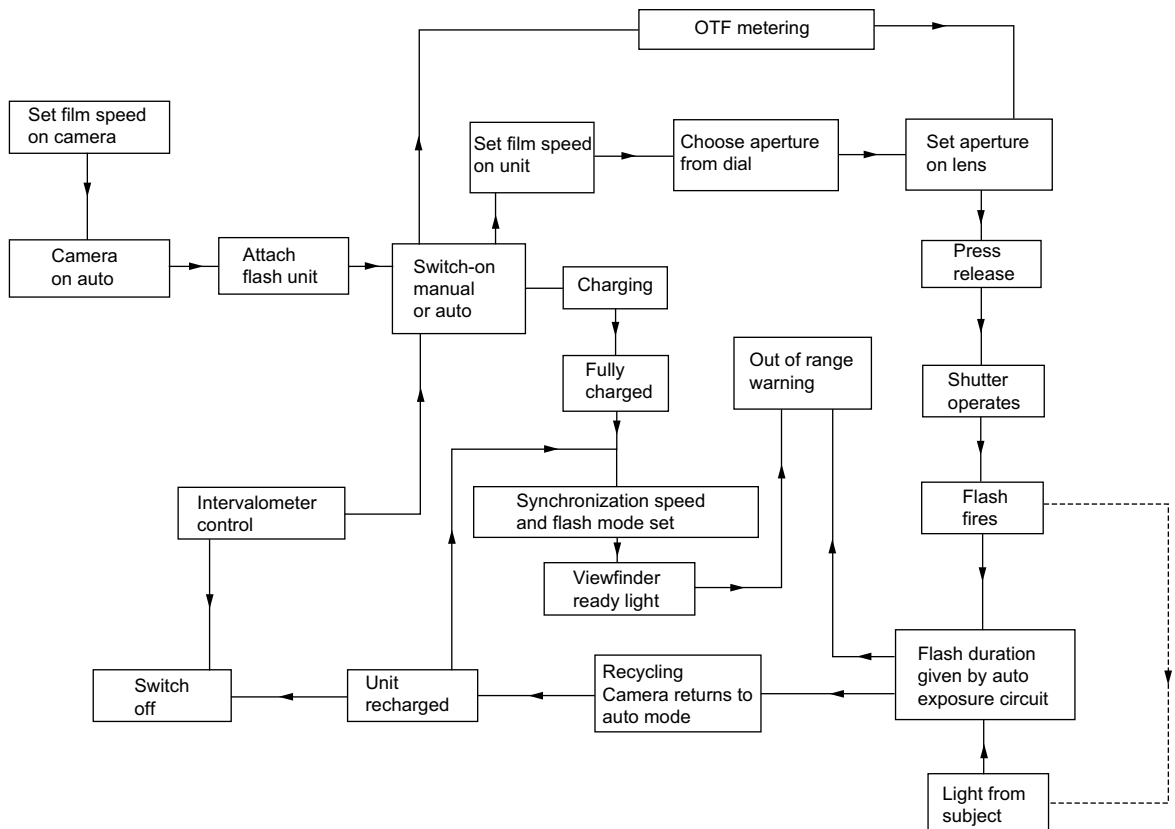 OTF metering
Set film speed
on camera
Set film speed
on unit
Choose aperture
from dial
Set aperture
on lens
Camera
on auto
Attach
flash unit
Switch-on
manual
or auto
Charging
Press
release
Fully
charged
Out of range
warning
Shutter
operates
Intervalometer
control
Synchronization speed
and flash mode set
Flash
fires
Viewfinder
ready light
Switch
off
Unit
recharged
Recycling
Camera returns to
auto mode
Flash duration
given by auto
exposure circuit
Light from
subject